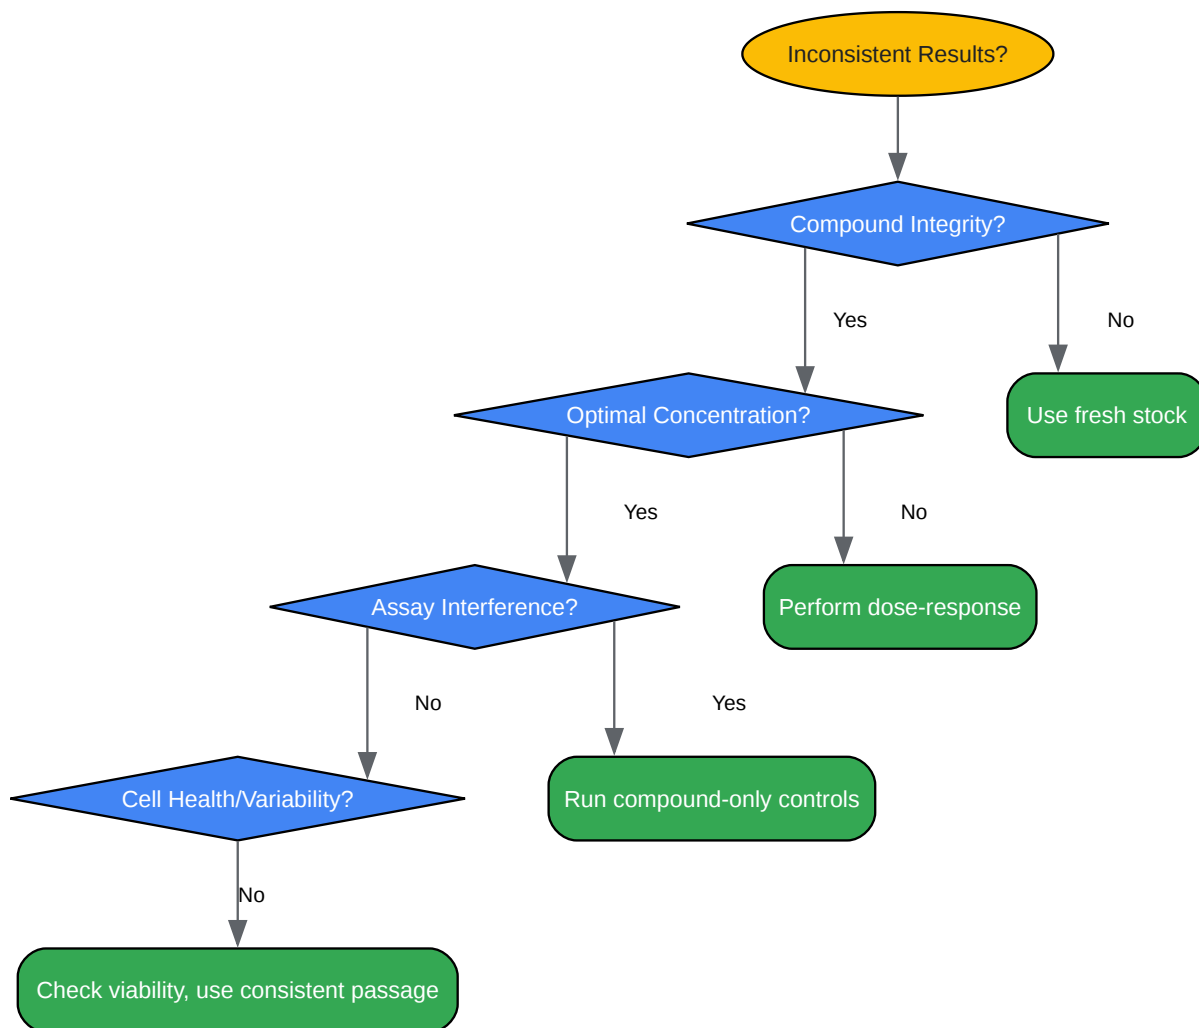 Inconsistent Results?
Compound Integrity?
Yes
No
Optimal Concentration?
Use fresh stock
Yes
No
Assay Interference?
Perform dose-response
No
Yes
Cell Health/Variability?
Run compound-only controls
No
Check viability, use consistent passage